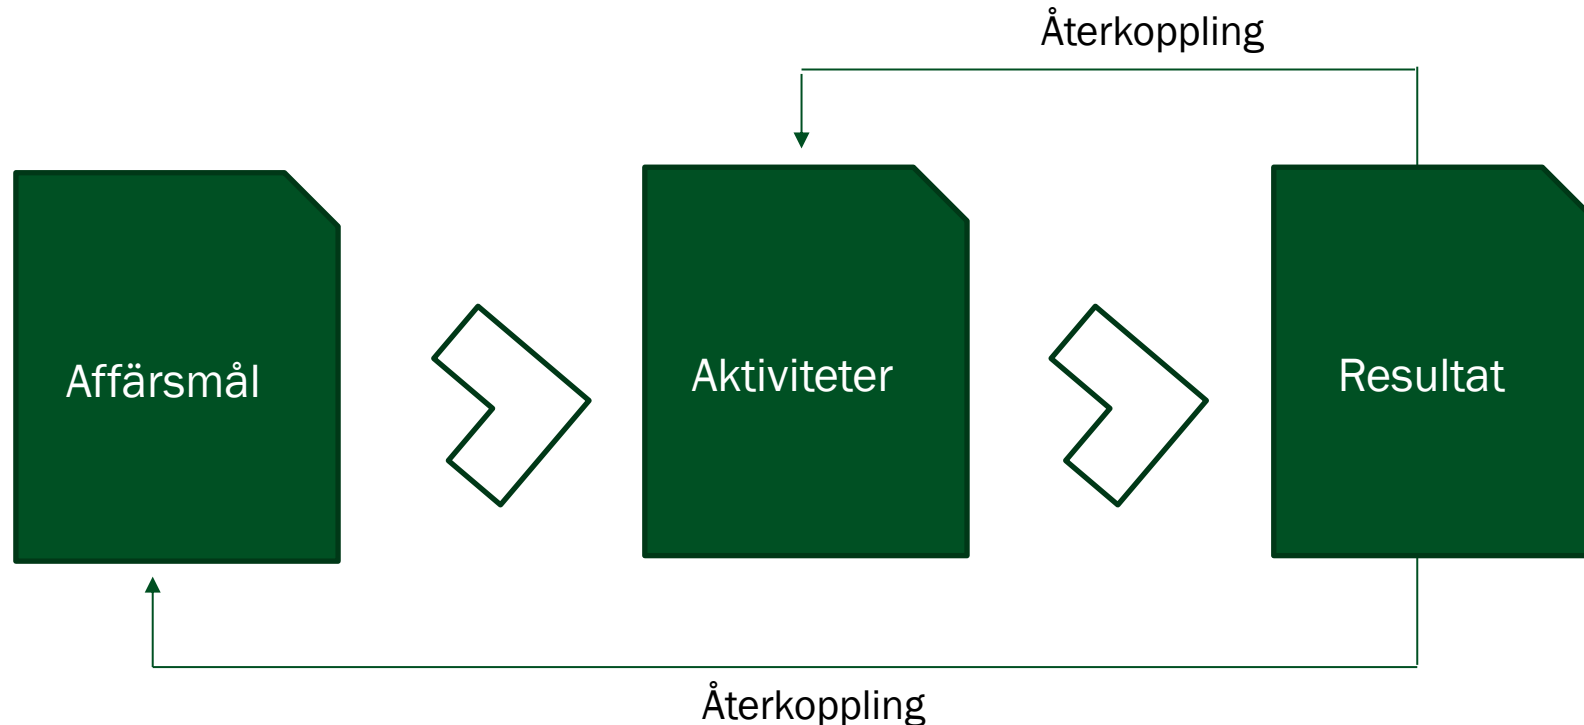 Återkoppling
Affärsmål
Aktiviteter
Resultat
Återkoppling